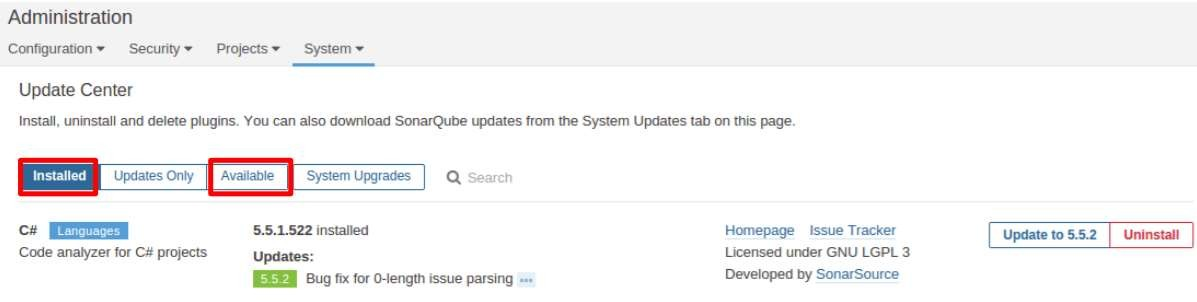 Administration
Configuration Security Projects System
Update Center
Install, uninstall and delete plugins. You can also download SonarQube updates from the System Updates tab on this page.
Installed Updates Only Available System Upgrades Search
C# Languages 5.5.1.522 installed Homepage Issue Tracker Update to 5.5.2 Uninstall
Code analyzer for C# projects Updates: Licensed under GNU LGPL 3
5.5.2 Bug fix for 0-length issue parsing ... Developed by SonarSource